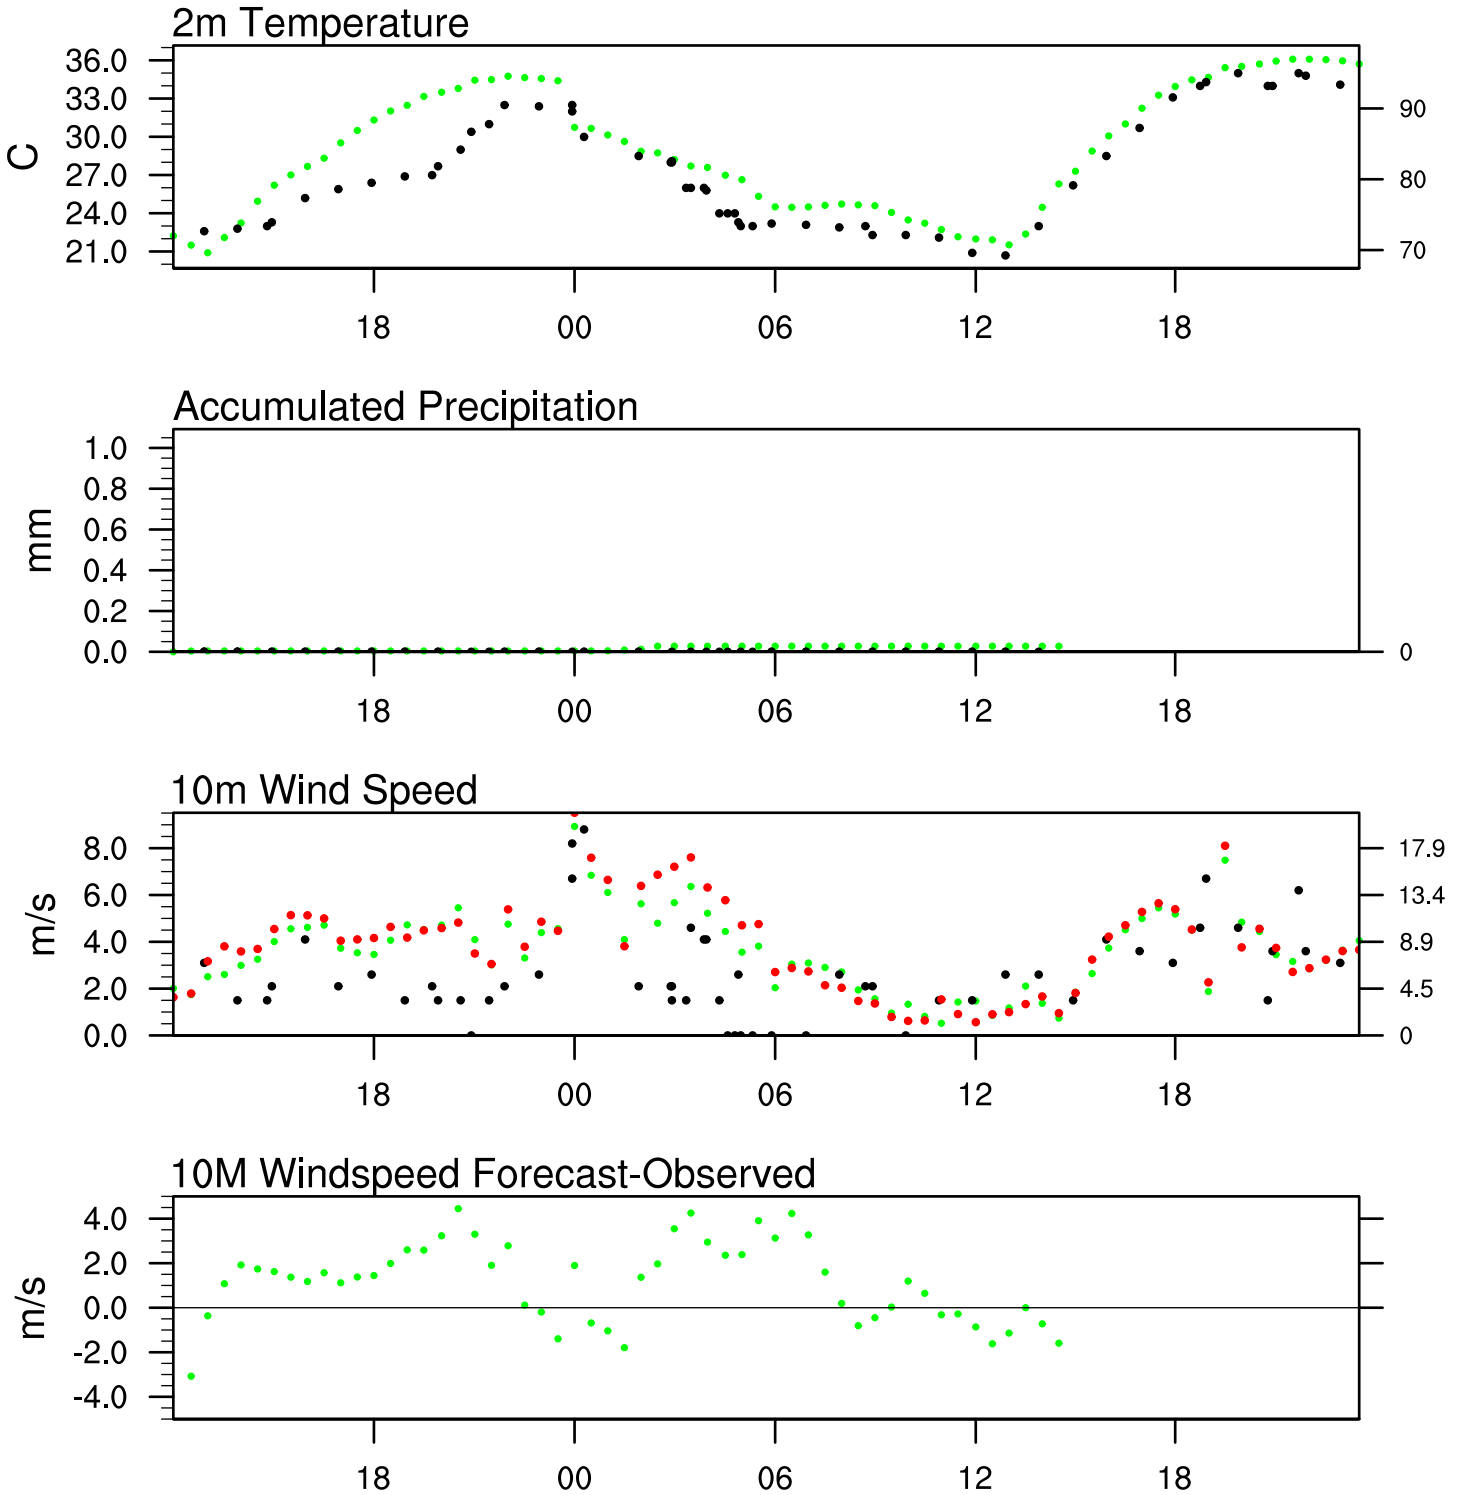 2m Temperature
36.0
33.0
90
30.0
C
27.0
80
24.0
21.0
70
18 00 06 12 18
Accumulated Precipitation
1.0
0.8
0.6
mm
0.4
0.2
0.0 0
18 00 06 12 18
10m Wind Speed
8.0 17.9
6.0 13.4
m/s
4.0 8.9
2.0 4.5
0.0 0
18 00 06 12 18
10M Windspeed Forecast-Observed
4.0
2.0
m/s
0.0
-2.0
-4.0
18 00 06 12 18